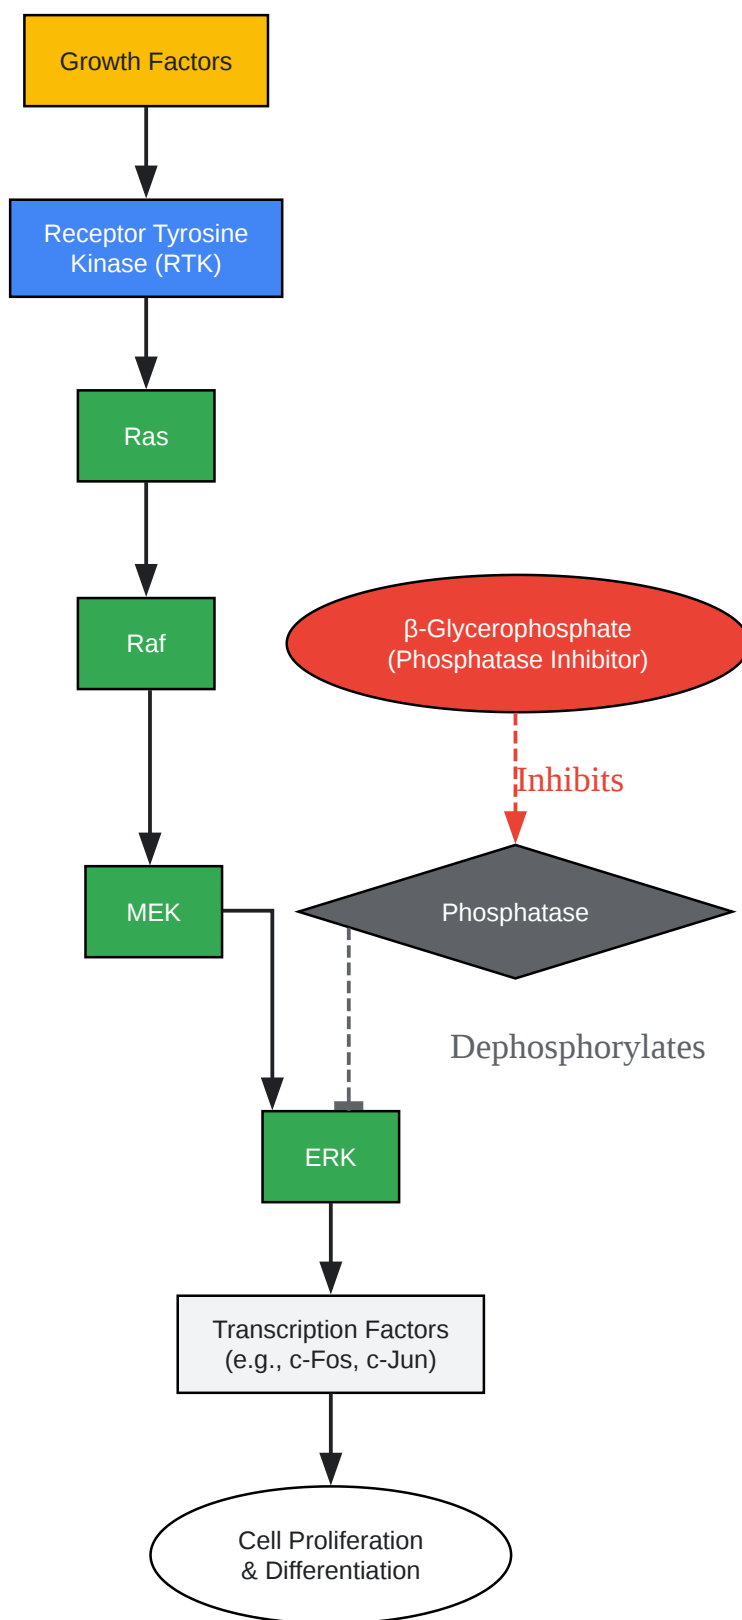 Growth Factors
Receptor Tyrosine
Kinase (RTK)
Ras
Raf
β-Glycerophosphate
(Phosphatase Inhibitor)
Inhibits
MEK
Phosphatase
Dephosphorylates
ERK
Transcription Factors
(e.g., c-Fos, c-Jun)
Cell Proliferation
& Differentiation